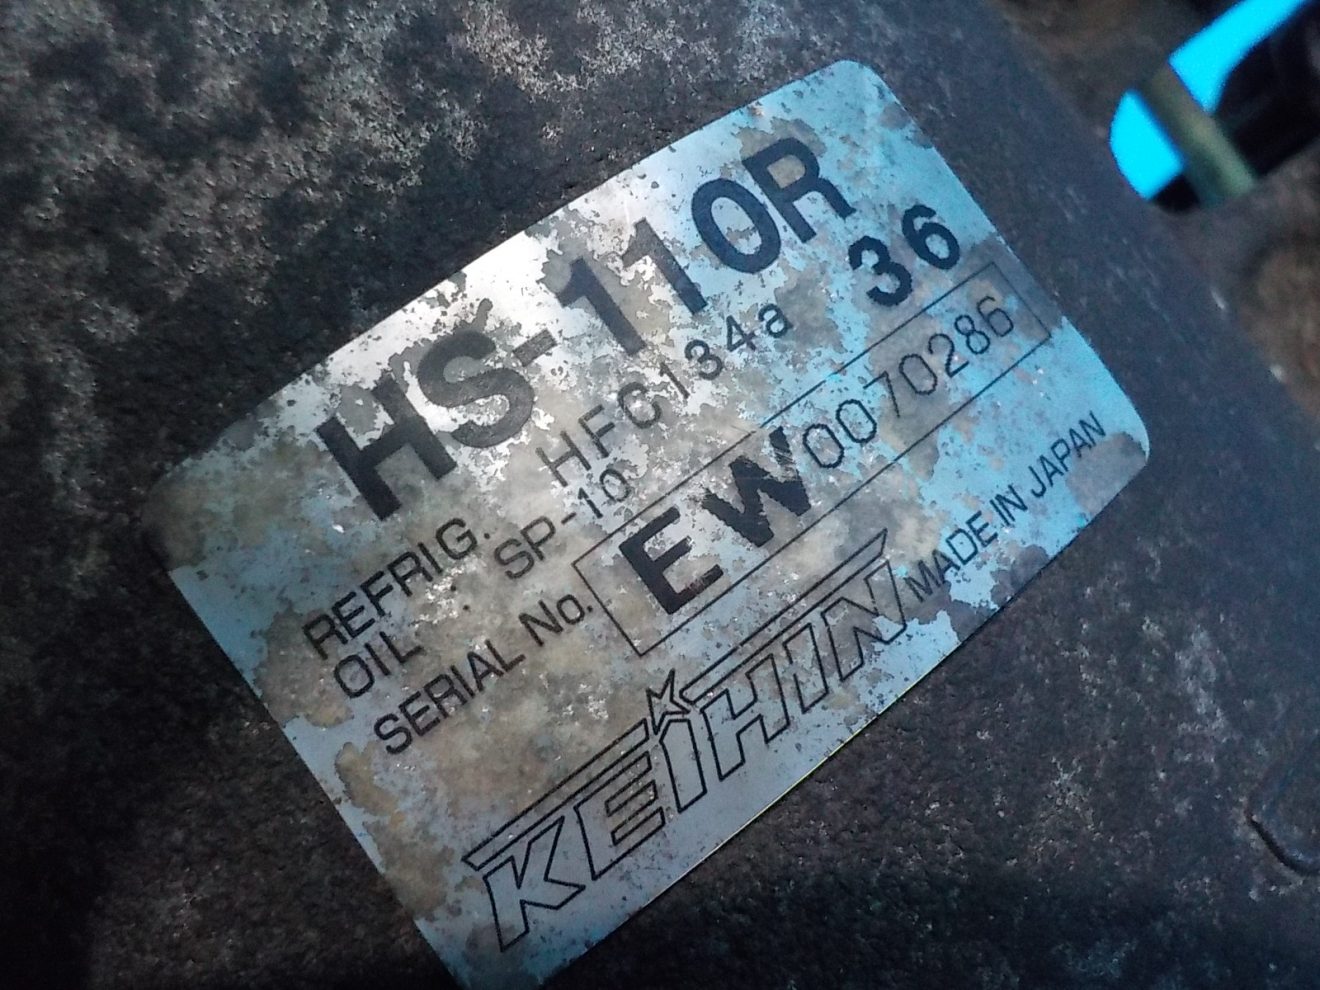 HS-110R
REFRIG. HFC134a 36
OIL : SP-10
SERIAL No. EW0070286
KEIHIN MADE IN JAPAN